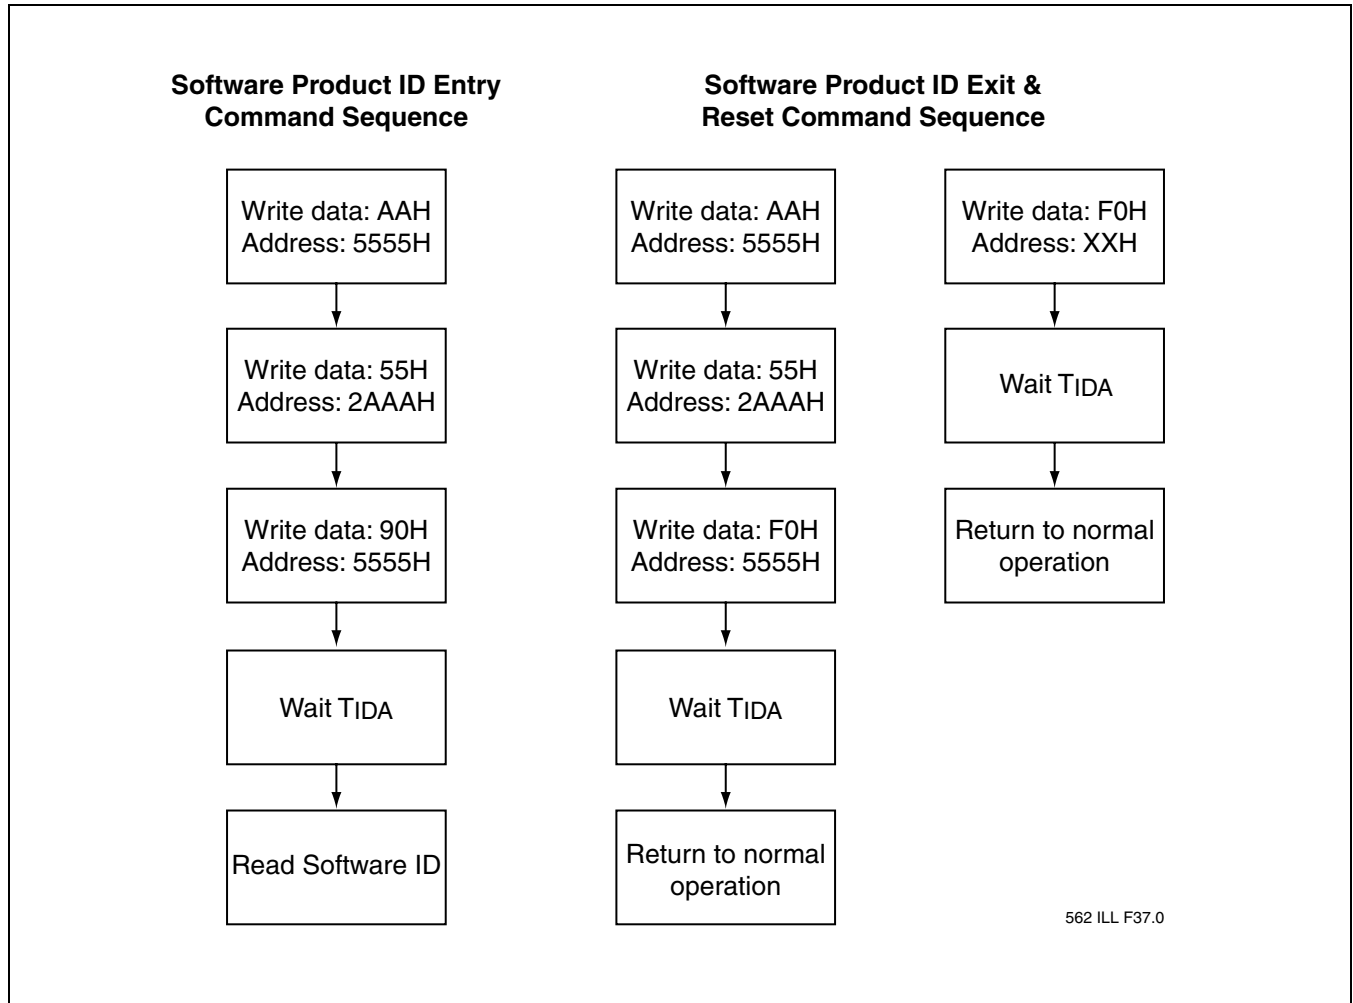 Software Product ID Entry
Command Sequence
Write data: AAH
Address: 5555H
Write data: 55H
Address: 2AAAH
Write data: 90H
Address: 5555H
Wait TIDA
Read Software ID
Software Product ID Exit &
Reset Command Sequence
Write data: AAH
Address: 5555H
Write data: 55H
Address: 2AAAH
Write data: F0H
Address: 5555H
Wait TIDA
Return to normal
operation
Write data: F0H
Address: XXH
Wait TIDA
Return to normal
operation
562 ILL F37.0